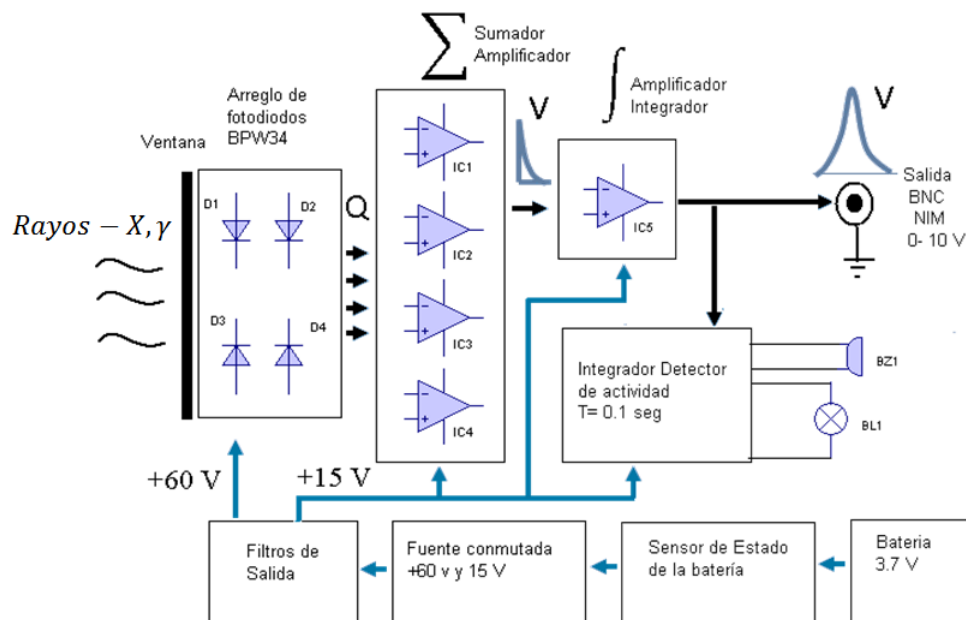 ∑ Sumador
Amplificador
∫ Amplificador
Integrador
Arreglo de
fotodiodos
BPW34
Ventana
Rayos − X, γ
D1
D2
D3
D4
Q
IC1
IC2
IC3
IC4
V
IC5
V
Salida
BNC
NIM
0- 10 V
Integrador Detector
de actividad
T= 0.1 seg
BZ1
BL1
+60 V
+15 V
Filtros de
Salida
Fuente conmutada
+60 v y 15 V
Sensor de Estado
de la batería
Bateria
3.7 V